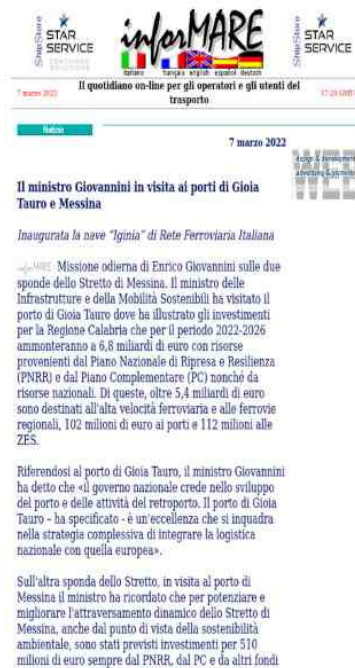 ShipStore
STAR
SERVICE
inforMARE
ShipStore
STAR
SERVICE
italiano français english español deutsch
7 marzo 2022
Il quotidiano on-line per gli operatori e gli utenti del
trasporto
Notizie
7 marzo 2022
design & development
WEB
Il ministro Giovannini in visita ai porti di Gioia
Tauro e Messina
Inaugurata la nave "Iginia" di Rete Ferroviaria Italiana
inforMARE Missione odierna di Enrico Giovannini sulle due
sponde dello Stretto di Messina. Il ministro delle
Infrastrutture e della Mobilità Sostenibili ha visitato il
porto di Gioia Tauro dove ha illustrato gli investimenti
per la Regione Calabria che per il periodo 2022-2026
ammonteranno a 6,8 miliardi di euro con risorse
provenienti dal Piano Nazionale di Ripresa e Resilienza
(PNRR) e dal Piano Complementare (PC) nonché da
risorse nazionali. Di queste, oltre 5,4 miliardi di euro
sono destinati all'alta velocità ferroviaria e alle ferrovie
regionali, 102 milioni di euro ai porti e 112 milioni alle
ZES.
Riferendosi al porto di Gioia Tauro, il ministro Giovannini
ha detto che «il governo nazionale crede nello sviluppo
del porto e delle attività del retroporto. Il porto di Gioia
Tauro - ha specificato - è un'eccellenza che si inquadra
nella strategia complessiva di integrare la logistica
nazionale con quella europea».
Sull'altra sponda dello Stretto, in visita al porto di
Messina il ministro ha ricordato che per potenziare e
migliorare l'attraversamento dinamico dello Stretto di
Messina, anche dal punto di vista della sostenibilità
ambientale, sono stati previsti investimenti per 510
milioni di euro sempre dal PNRR, dal PC e da altri fondi